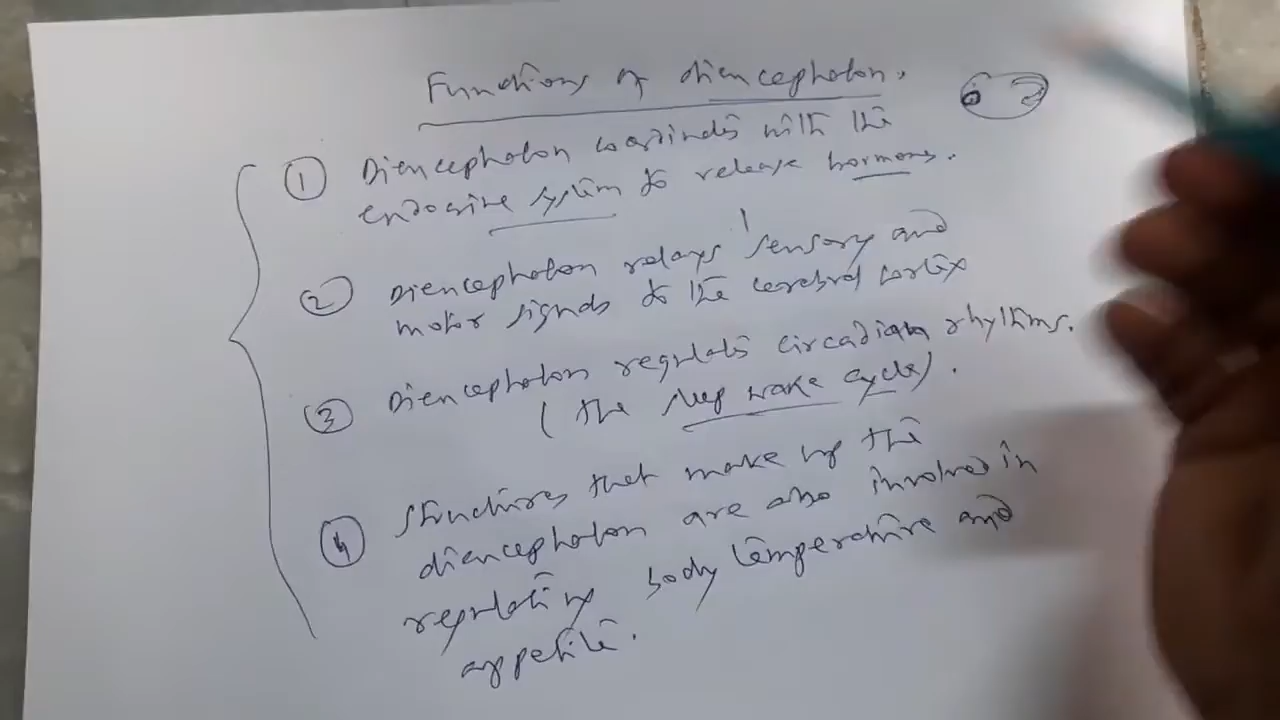 Functions of diencephalon.
① Diencephalon coordinates with the
endocrine system to release hormones.
② Diencephalon relays sensory and
motor signals to the cerebral cortex
③ Diencephalon regulates circadian rhythms.
(the sleep wake cycle).
④ Structures that make up the
diencephalon are also involved in
regulating body temperature and
appetite.